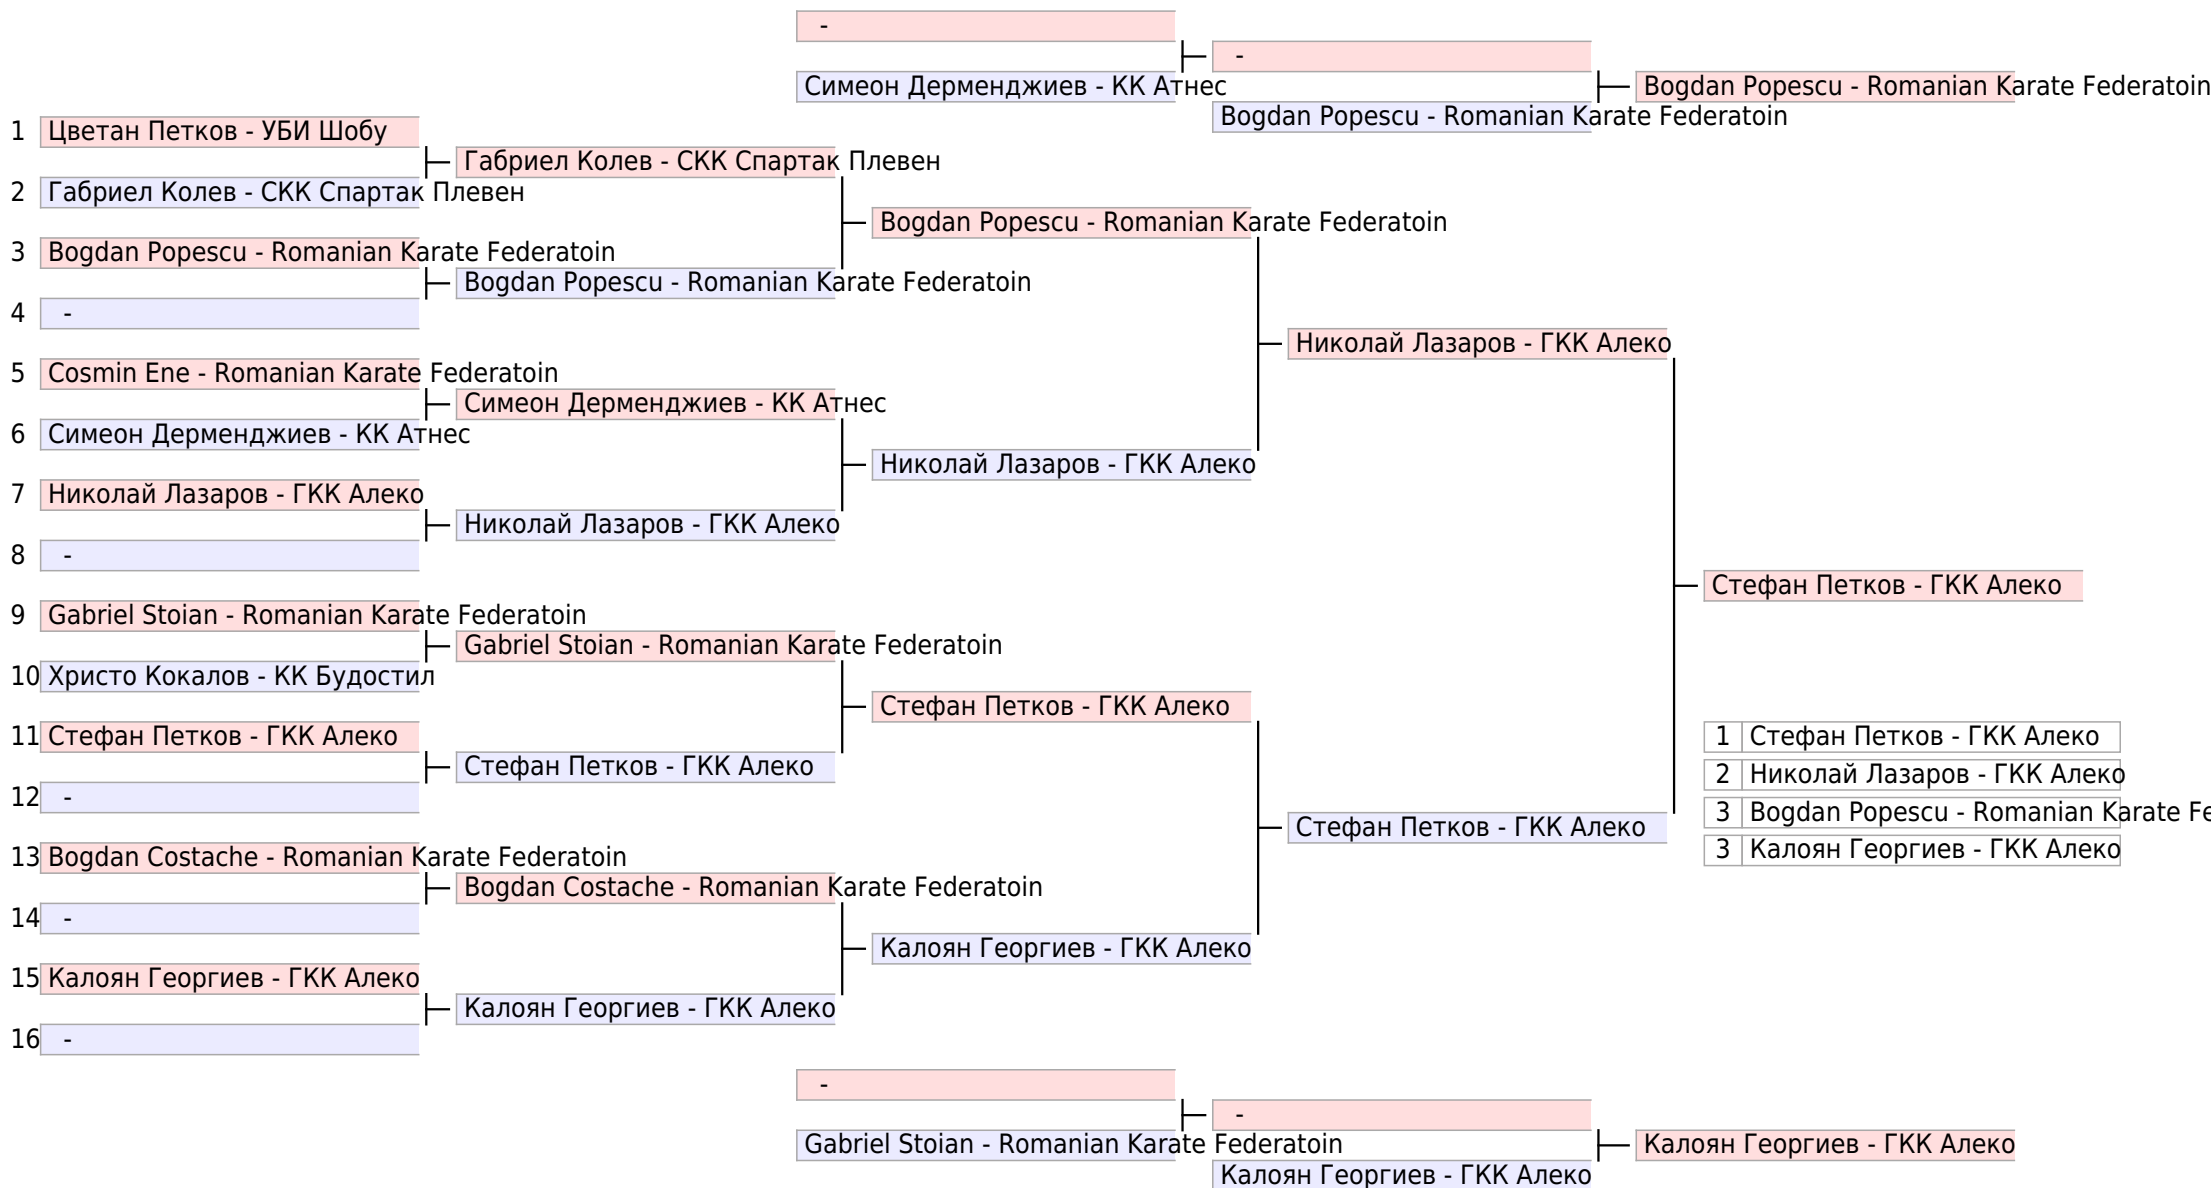 -
-
Симеон Дерменджиев - КК Атнес
Bogdan Popescu - Romanian Karate Federatoin
Bogdan Popescu - Romanian Karate Federatoin
1 Цветан Петков - УБИ Шобу
Габриел Колев - СКК Спартак Плевен
2 Габриел Колев - СКК Спартак Плевен
Bogdan Popescu - Romanian Karate Federatoin
3 Bogdan Popescu - Romanian Karate Federatoin
Bogdan Popescu - Romanian Karate Federatoin
4 -
Николай Лазаров - ГКК Алеко
5 Cosmin Ene - Romanian Karate Federatoin
Симеон Дерменджиев - КК Атнес
6 Симеон Дерменджиев - КК Атнес
Николай Лазаров - ГКК Алеко
7 Николай Лазаров - ГКК Алеко
Николай Лазаров - ГКК Алеко
8 -
Стефан Петков - ГКК Алеко
9 Gabriel Stoian - Romanian Karate Federatoin
Gabriel Stoian - Romanian Karate Federatoin
10 Христо Кокалов - КК Будостил
Стефан Петков - ГКК Алеко
11 Стефан Петков - ГКК Алеко
1 Стефан Петков - ГКК Алеко
Стефан Петков - ГКК Алеко
2 Николай Лазаров - ГКК Алеко
12 -
3 Bogdan Popescu - Romanian Karate
Стефан Петков - ГКК Алеко
3 Калоян Георгиев - ГКК Алеко
13 Bogdan Costache - Romanian Karate Federatoin
Bogdan Costache - Romanian Karate Federatoin
14 -
Калоян Георгиев - ГКК Алеко
15 Калоян Георгиев - ГКК Алеко
Калоян Георгиев - ГКК Алеко
16 -
-
-
Gabriel Stoian - Romanian Karate Federatoin
Калоян Георгиев - ГКК Алеко
Калоян Георгиев - ГКК Алеко